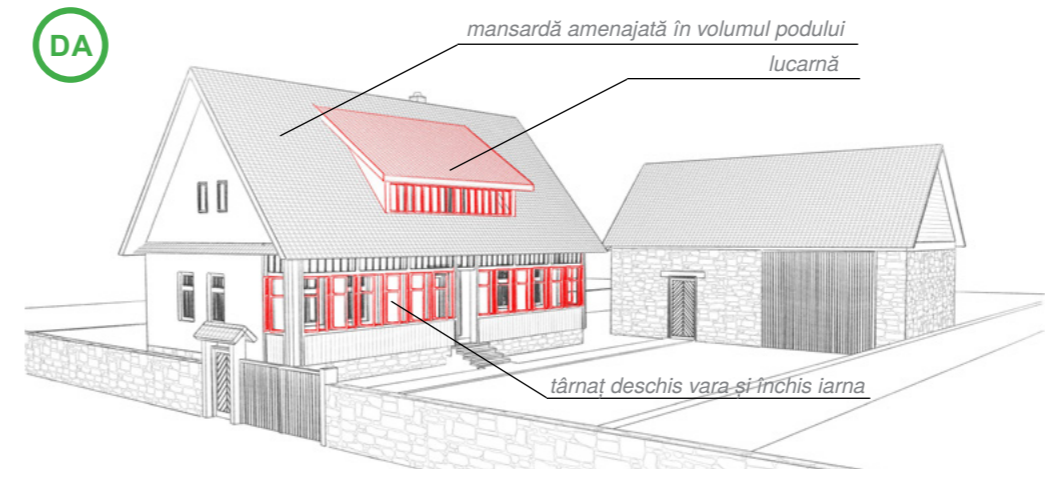 DA
mansardă amenajată în volumul podului
lucarnă
târnaț deschis vara și închis iarna